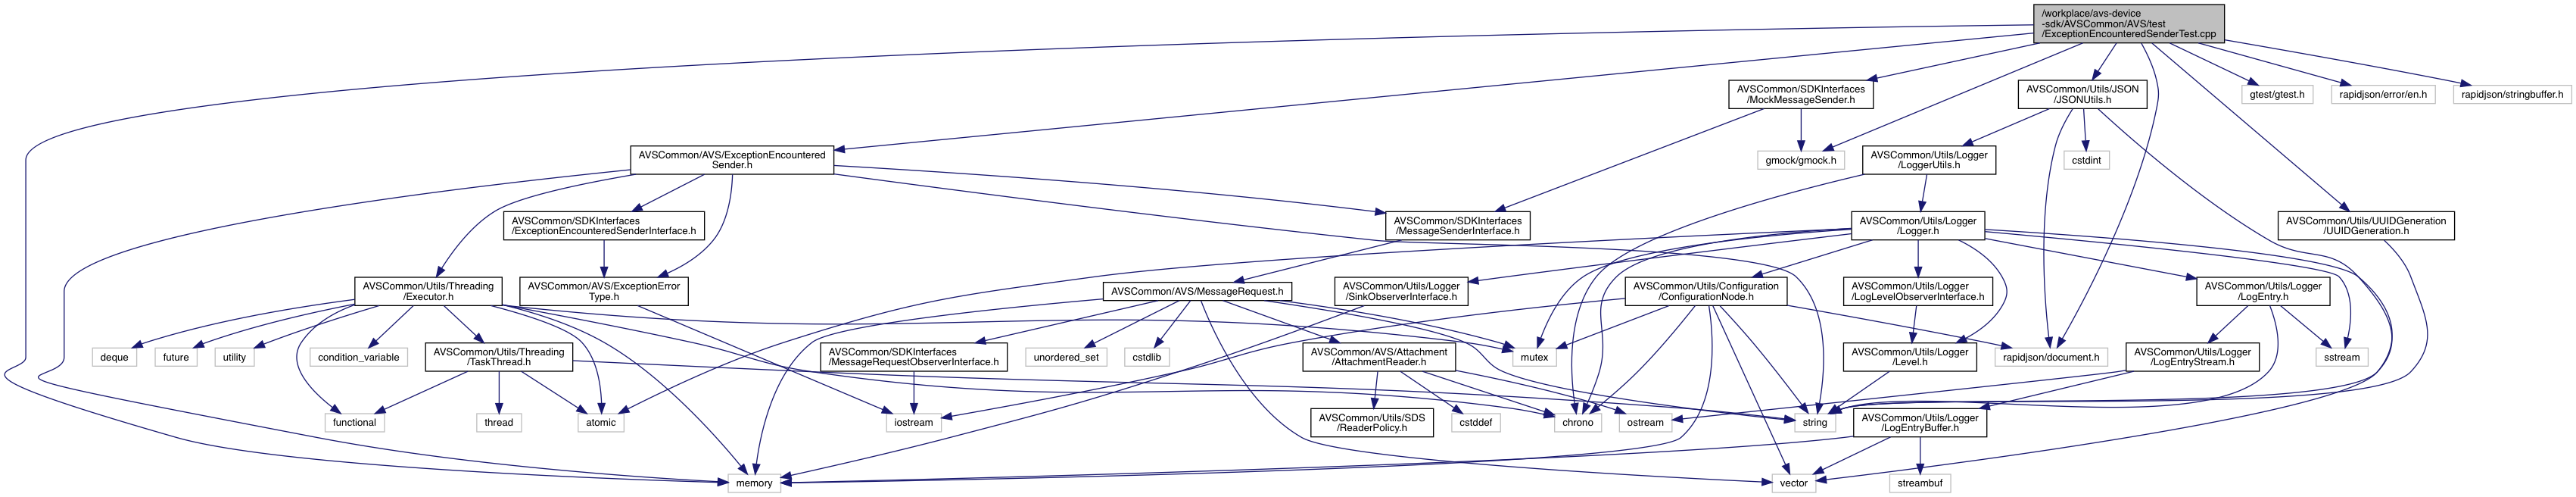 /workplace/avs-device
-sdk/AVSCommon/AVS/test
/ExceptionEncounteredSenderTest.cpp
AVSCommon/SDKInterfaces
/MockMessageSender.h
AVSCommon/Utils/JSON
/JSONUtils.h
gtest/gtest.h
rapidjson/error/en.h
rapidjson/stringbuffer.h
AVSCommon/AVS/ExceptionEncountered
Sender.h
gmock/gmock.h
AVSCommon/Utils/Logger
/LoggerUtils.h
cstdint
AVSCommon/SDKInterfaces
/ExceptionEncounteredSenderInterface.h
AVSCommon/SDKInterfaces
/MessageSenderInterface.h
AVSCommon/Utils/Logger
/Logger.h
AVSCommon/Utils/UUIDGeneration
/UUIDGeneration.h
AVSCommon/Utils/Threading
/Executor.h
AVSCommon/AVS/ExceptionError
Type.h
AVSCommon/AVS/MessageRequest.h
AVSCommon/Utils/Logger
/SinkObserverInterface.h
AVSCommon/Utils/Configuration
/ConfigurationNode.h
AVSCommon/Utils/Logger
/LogLevelObserverInterface.h
AVSCommon/Utils/Logger
/LogEntry.h
deque
future
utility
condition_variable
AVSCommon/Utils/Threading
/TaskThread.h
AVSCommon/SDKInterfaces
/MessageRequestObserverInterface.h
unordered_set
cstdlib
AVSCommon/AVS/Attachment
/AttachmentReader.h
mutex
AVSCommon/Utils/Logger
/Level.h
rapidjson/document.h
AVSCommon/Utils/Logger
/LogEntryStream.h
sstream
functional
thread
atomic
iostream
AVSCommon/Utils/SDS
/ReaderPolicy.h
cstddef
chrono
ostream
string
AVSCommon/Utils/Logger
/LogEntryBuffer.h
memory
vector
streambuf